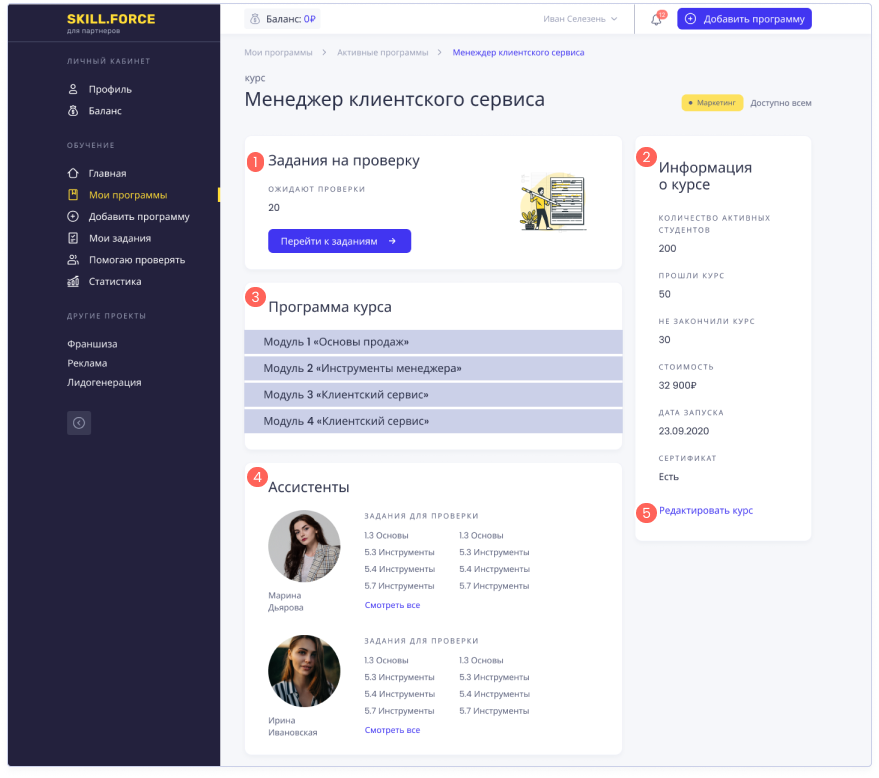 SKILL.FORCE
для партнеров
ЛИЧНЫЙ КАБИНЕТ
Профиль
Баланс
ОБУЧЕНИЕ
Главная
Мои программы
Добавить программу
Мои задания
Помогаю проверять
Статистика
ДРУГИЕ ПРОЕКТЫ
Франшиза
Реклама
Лидогенерация
Баланс: 0₽
Иван Селезень
12
Добавить программу
Мои программы > Активные программы > Менеждер клиентского сервиса
курс
Менеджер клиентского сервиса
Маркетинг
Доступно всем
1
Задания на проверку
ОЖИДАЮТ ПРОВЕРКИ
20
Перейти к заданиям →
3
Программа курса
Модуль 1 «Основы продаж»
Модуль 2 «Инструменты менеджера»
Модуль 3 «Клиентский сервис»
Модуль 4 «Клиентский сервис»
4
Ассистенты
Марина
Дьярова
ЗАДАНИЯ ДЛЯ ПРОВЕРКИ
1.3 Основы 1.3 Основы
5.3 Инструменты 5.3 Инструменты
5.4 Инструменты 5.4 Инструменты
5.7 Инструменты 5.7 Инструменты
Смотреть все
Ирина
Ивановская
ЗАДАНИЯ ДЛЯ ПРОВЕРКИ
1.3 Основы 1.3 Основы
5.3 Инструменты 5.3 Инструменты
5.4 Инструменты 5.4 Инструменты
5.7 Инструменты 5.7 Инструменты
Смотреть все
2
Информация
о курсе
КОЛИЧЕСТВО АКТИВНЫХ
СТУДЕНТОВ
200
ПРОШЛИ КУРС
50
НЕ ЗАКОНЧИЛИ КУРС
30
СТОИМОСТЬ
32 900₽
ДАТА ЗАПУСКА
23.09.2020
СЕРТИФИКАТ
Есть
5
Редактировать курс